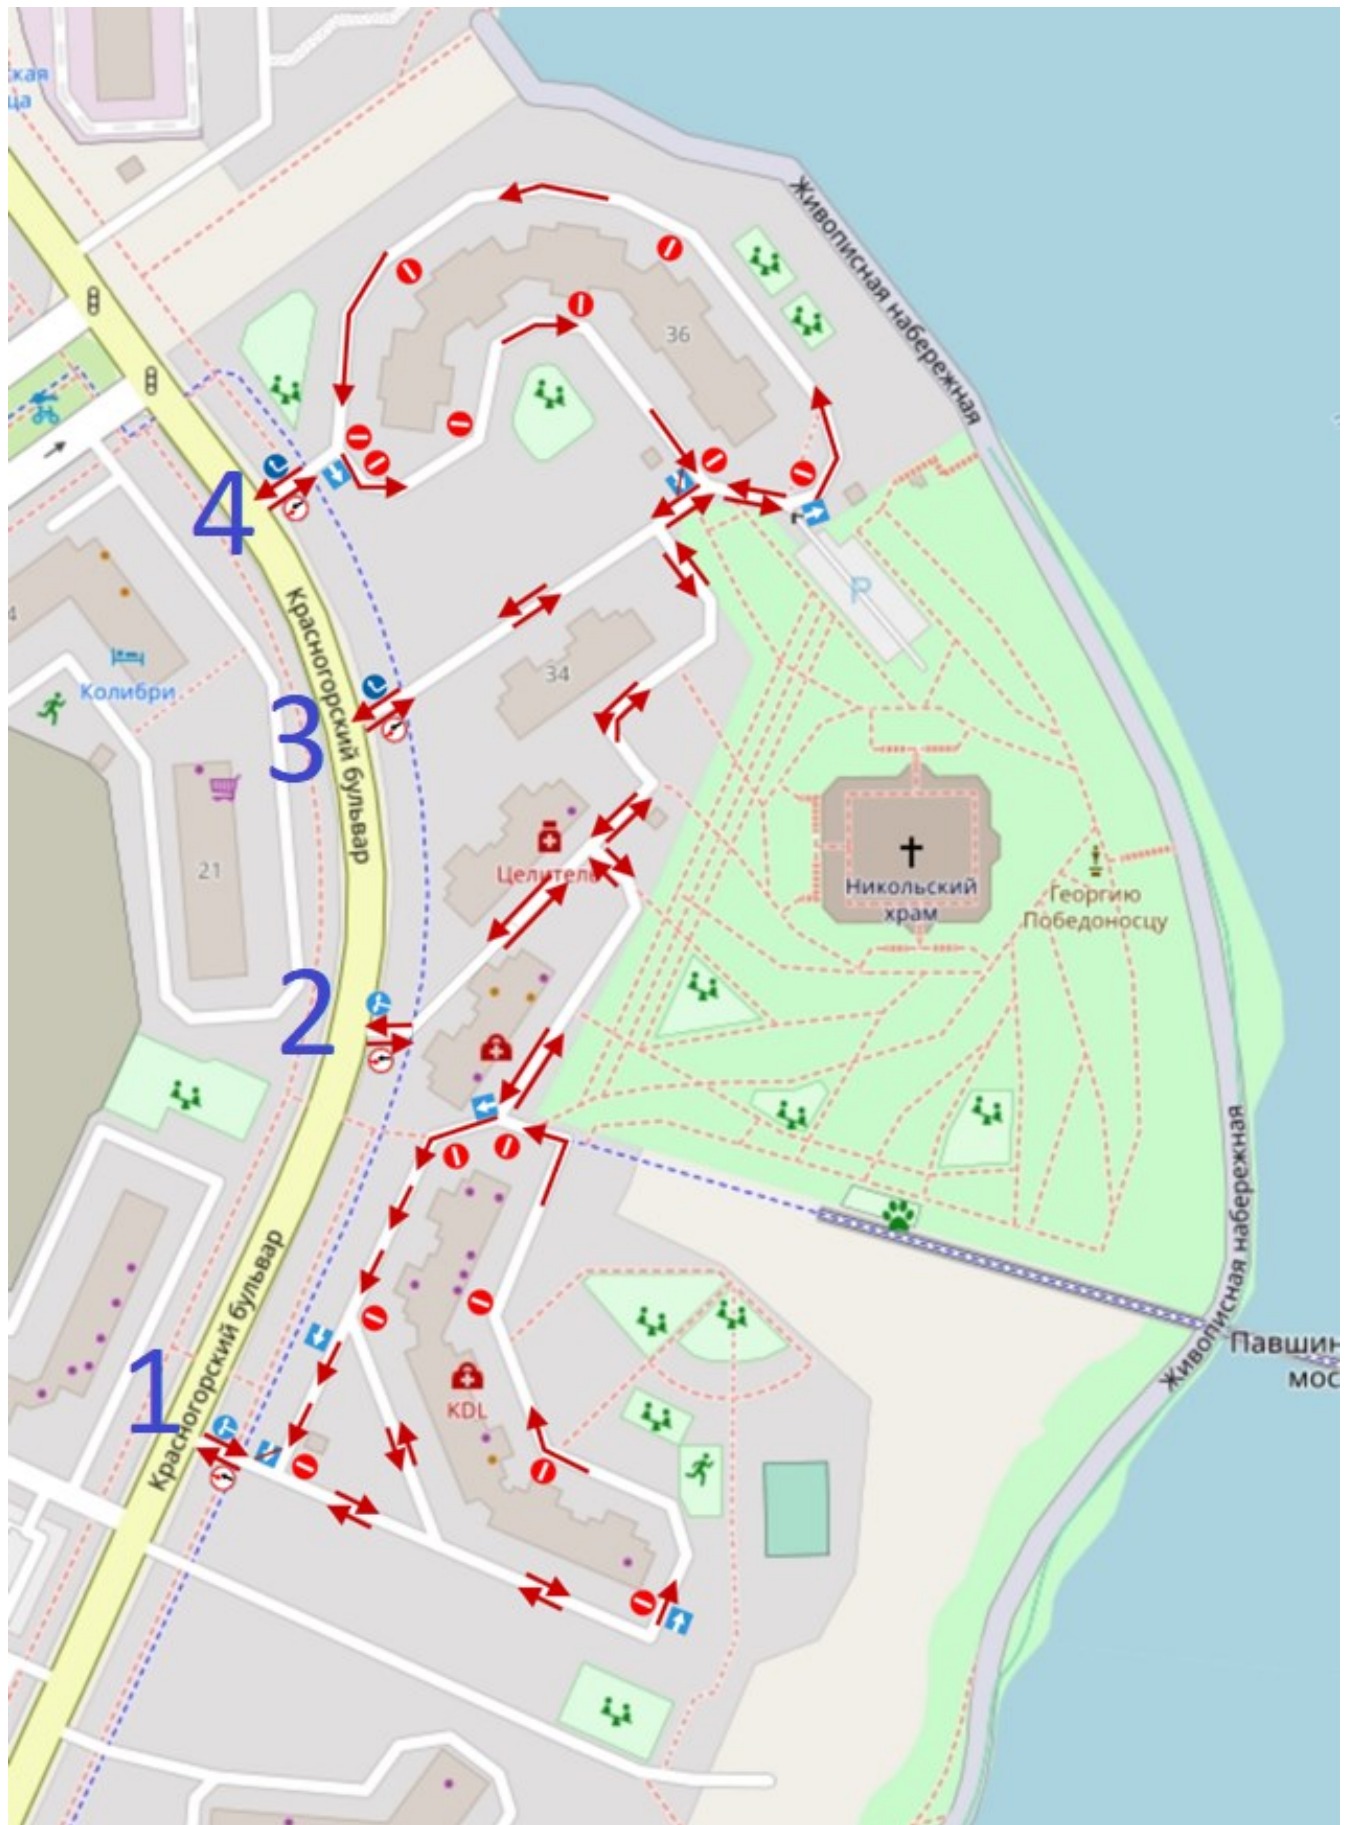 ская
ца
Живописная набережная
36
4
Красногорский бульвар
34
Р
4
Колибри
3
21
Целитель
Никольский
храм
Георгию
Победоносцу
2
Живописная набережная
Красногорский бульвар
Павшин
мос
1
KDL